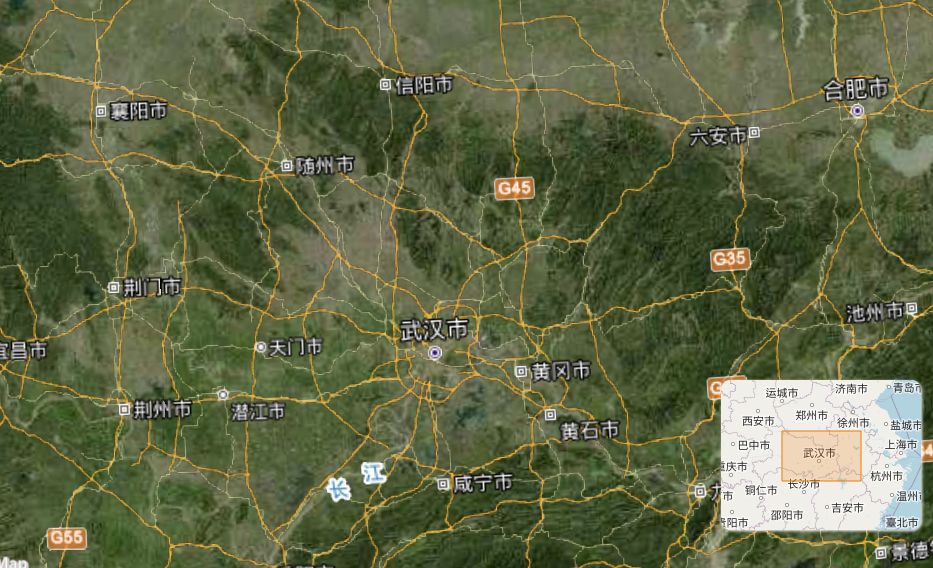 信阳市
合肥市
襄阳市
六安市
随州市
G45
G35
荆门市
池州市
武汉市
天门市
宜昌市
黄冈市
荆州市
潜江市
黄石市
长江
咸宁市
G55
运城市
济南市
青岛市
西安市
郑州市
徐州市
盐城市
巴中市
武汉市
上海市
重庆市
杭州市
铜仁市
长沙市
温州
邵阳市
吉安市
贵阳市
臺北市
景德
Map